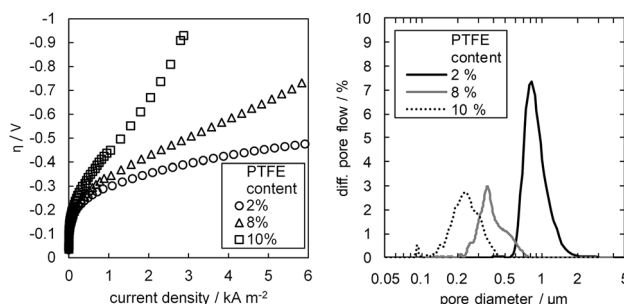 -1
-0.9
-0.8
-0.7
-0.6
-0.5
-0.4
-0.3
-0.2
-0.1
0
η / V
0 1 2 3 4 5 6
current density / kA m-2
PTFE
content
2%
8%
10%
10
9
8
7
6
5
4
3
2
1
0
diff. pore flow / %
0.05 0.1 0.2 0.5 1 2 5
pore diameter / µm
PTFE
content
2 %
8 %
10 %